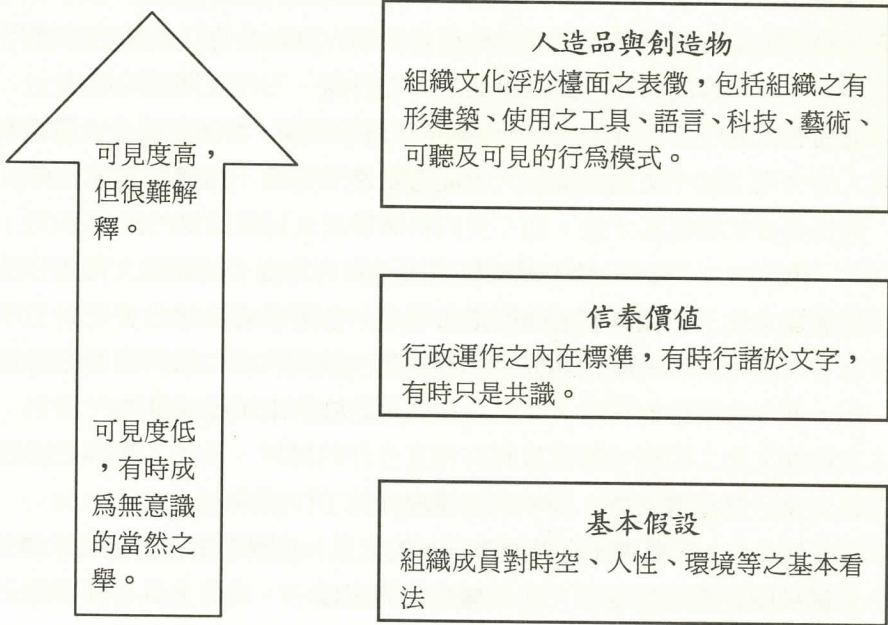 可見度高，
但很難解
釋。
可見度低
，有時成
爲無意識
的當然之
舉。
人造品與創造物
組織文化浮於檯面之表徵，包括組織之有
形建築、使用之工具、語言、科技、藝術、
可聽及可見的行爲模式。
信奉價值
行政運作之內在標準，有時行諸於文字，
有時只是共識。
基本假設
組織成員對時空、人性、環境等之基本看
法